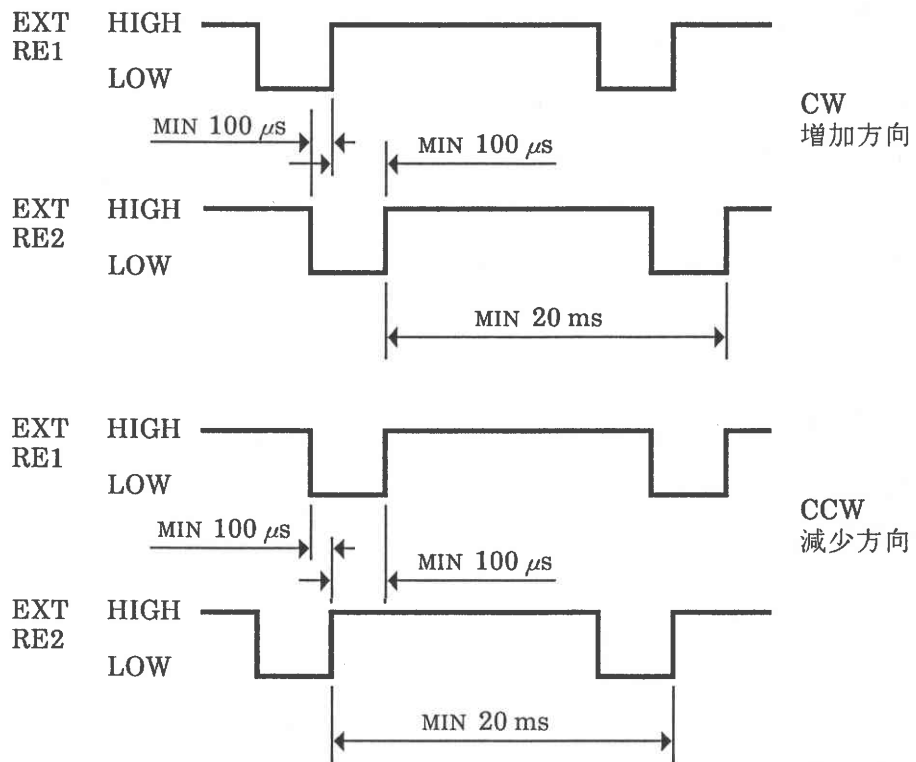 EXT HIGH
RE1
LOW
CW
増加方向
MIN 100 μs
MIN 100 μs
EXT HIGH
RE2
LOW
MIN 20 ms
EXT HIGH
RE1
LOW
CCW
減少方向
MIN 100 μs
MIN 100 μs
EXT HIGH
RE2
LOW
MIN 20 ms